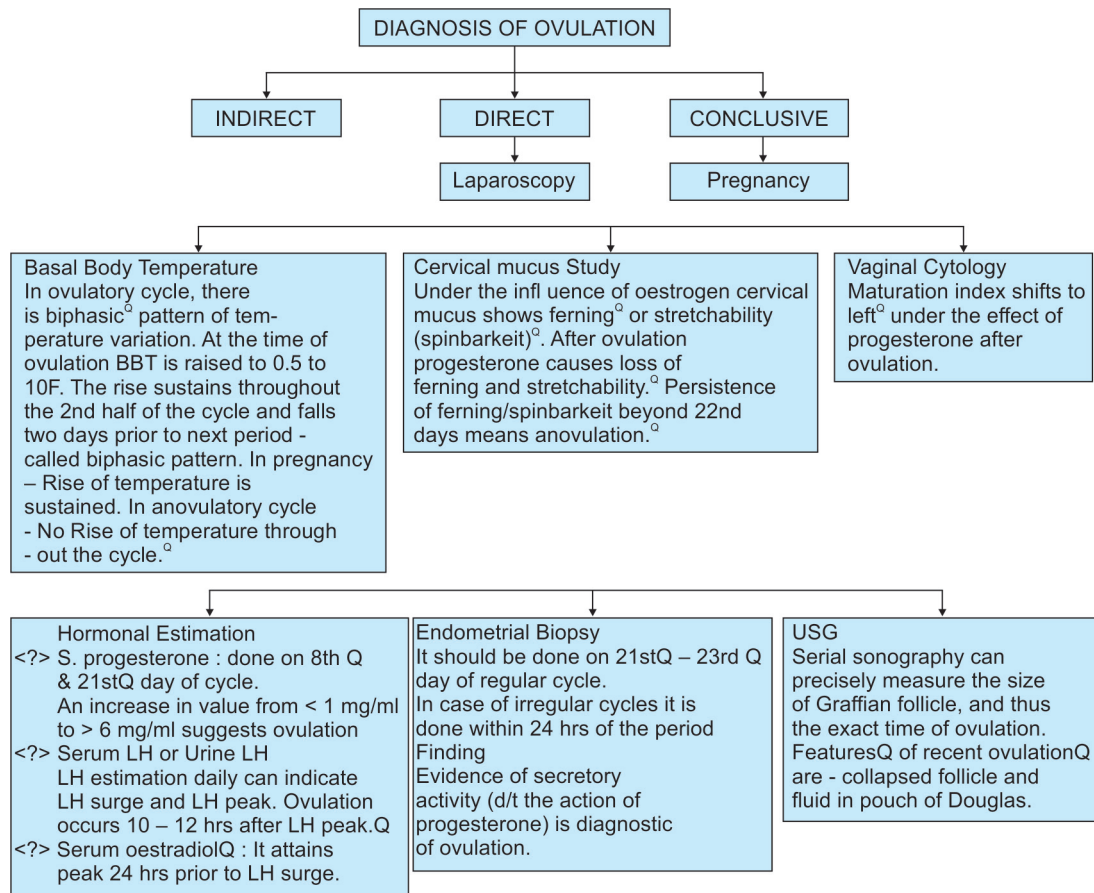 DIAGNOSIS OF OVULATION
INDIRECT
DIRECT
CONCLUSIVE
Laparoscopy
Pregnancy
Basal Body Temperature
In ovulatory cycle, there
is biphasicQ pattern of tem-
perature variation. At the time of
ovulation BBT is raised to 0.5 to
10F. The rise sustains throughout
the 2nd half of the cycle and falls
two days prior to next period -
called biphasic pattern. In pregnancy
– Rise of temperature is
sustained. In anovulatory cycle
- No Rise of temperature through
- out the cycle.Q
Cervical mucus Study
Under the infl uence of oestrogen cervical
mucus shows ferningQ or stretchability
(spinbarkeit)Q. After ovulation
progesterone causes loss of
ferning and stretchability.Q Persistence
of ferning/spinbarkeit beyond 22nd
days means anovulation.Q
Vaginal Cytology
Maturation index shifts to
leftQ under the effect of
progesterone after
ovulation.
Hormonal Estimation
<?> S. progesterone : done on 8th Q
& 21stQ day of cycle.
An increase in value from < 1 mg/ml
to > 6 mg/ml suggests ovulation
<?> Serum LH or Urine LH
LH estimation daily can indicate
LH surge and LH peak. Ovulation
occurs 10 – 12 hrs after LH peak.Q
<?> Serum oestradiolQ : It attains
peak 24 hrs prior to LH surge.
Endometrial Biopsy
It should be done on 21stQ – 23rd Q
day of regular cycle.
In case of irregular cycles it is
done within 24 hrs of the period
Finding
Evidence of secretory
activity (d/t the action of
progesterone) is diagnostic
of ovulation.
USG
Serial sonography can
precisely measure the size
of Graffian follicle, and thus
the exact time of ovulation.
FeaturesQ of recent ovulationQ
are - collapsed follicle and
fluid in pouch of Douglas.